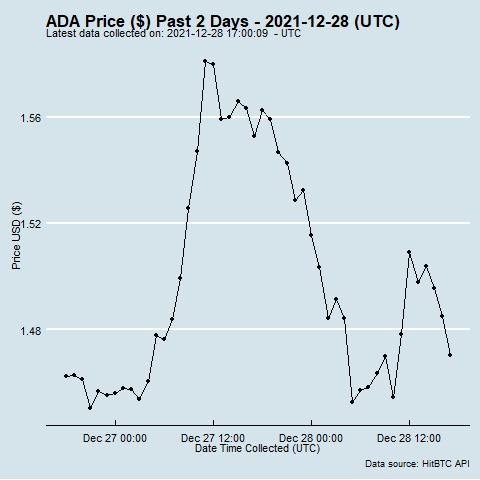 ADA Price ($) Past 2 Days - 2021-12-28 (UTC)
Latest data collected on: 2021-12-28 17:00:09 - UTC
1.56
1.52
1.48
Price USD ($)
Dec 27 00:00 Dec 27 12:00 Dec 28 00:00 Dec 28 12:00
Date Time Collected (UTC)
Data source: HitBTC API